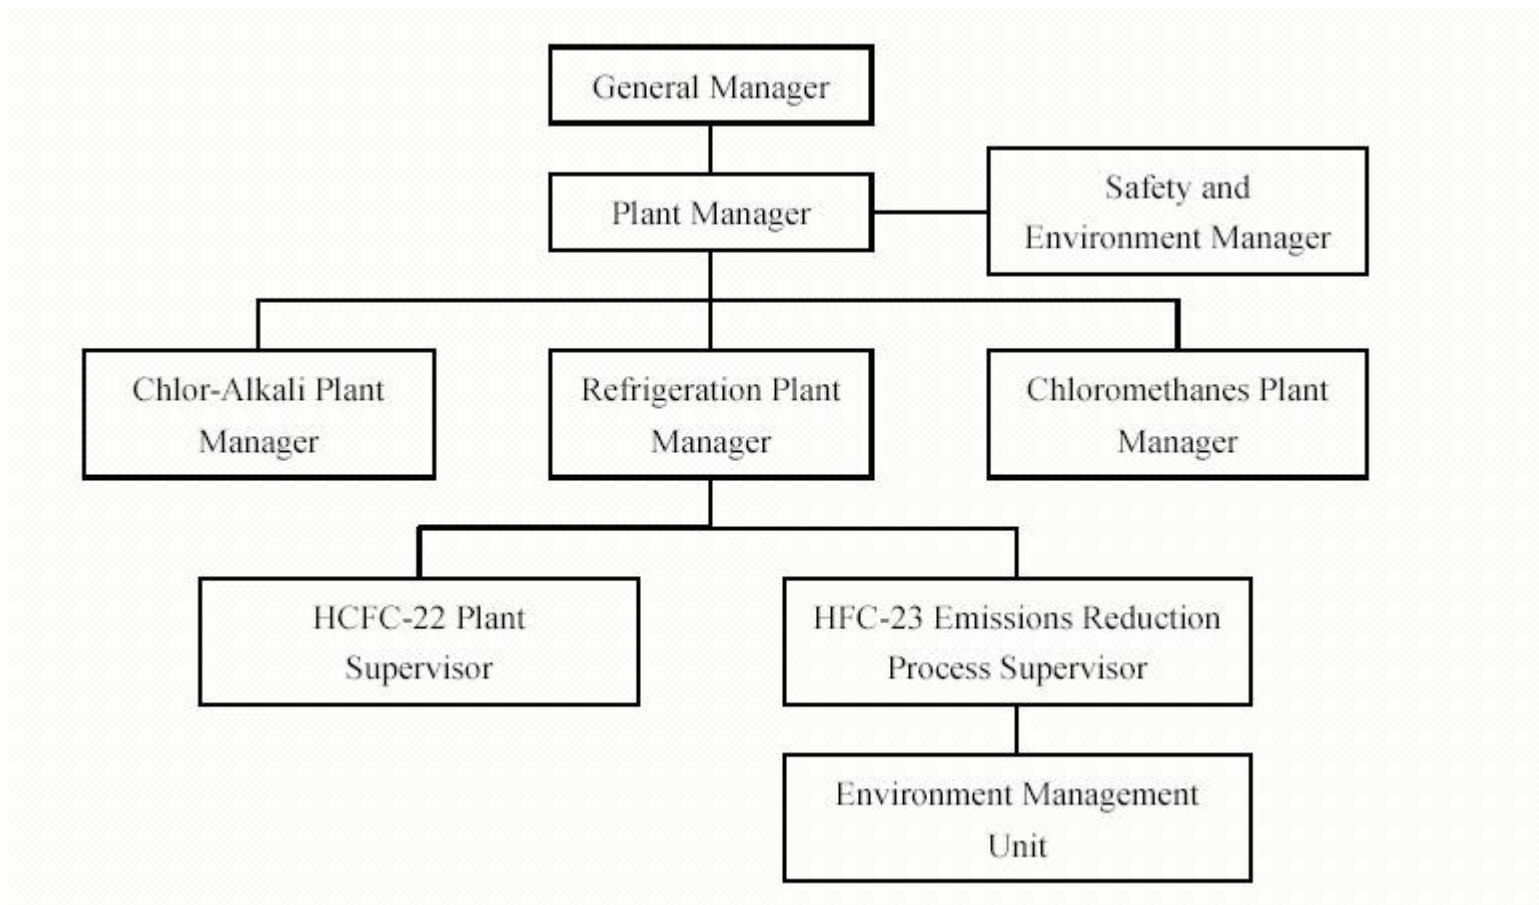 General Manager
Plant Manager
Safety and
Environment Manager
Chlor-Alkali Plant
Manager
Refrigeration Plant
Manager
Chloromethanes Plant
Manager
HCFC-22 Plant
Supervisor
HFC-23 Emissions Reduction
Process Supervisor
Environment Management
Unit